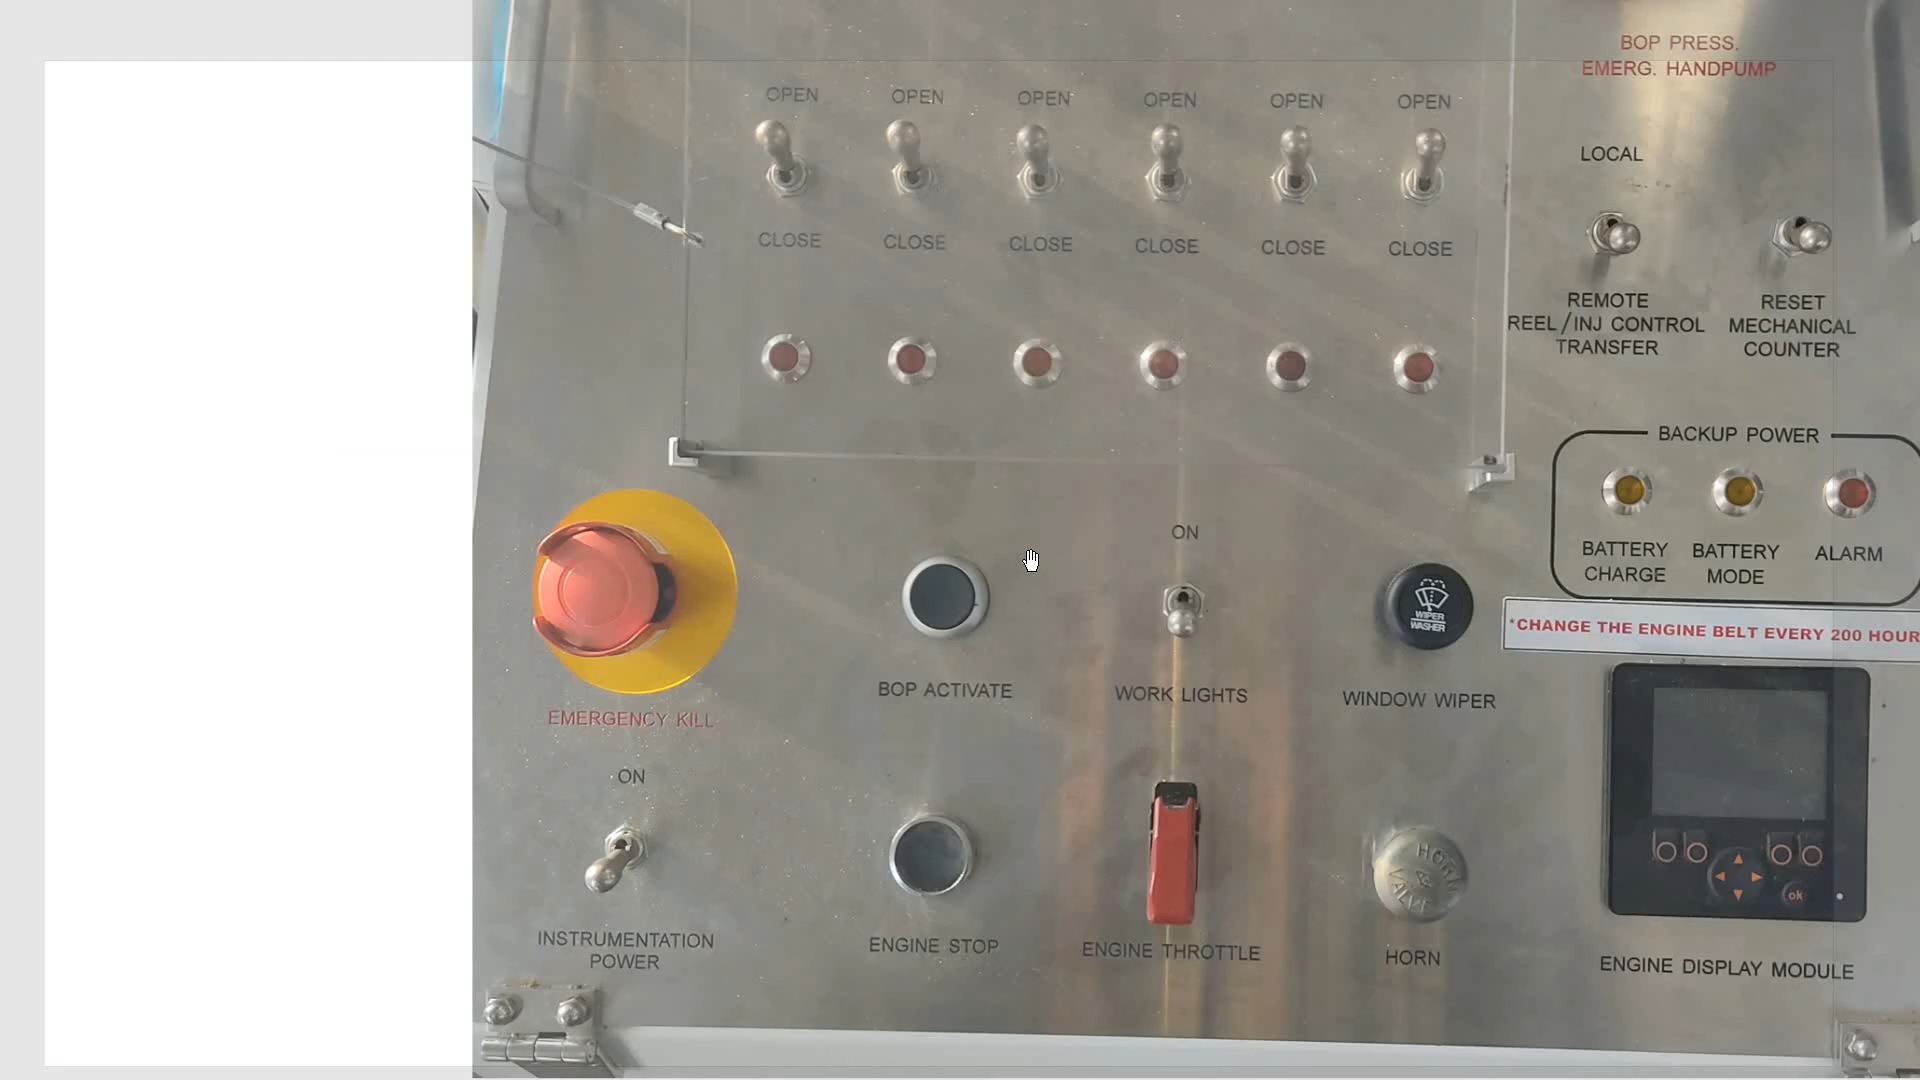 BOP PRESS.
EMERG. HANDPUMP
OPEN OPEN OPEN OPEN OPEN OPEN
LOCAL
CLOSE CLOSE CLOSE CLOSE CLOSE CLOSE
REMOTE
REEL/INJ CONTROL
TRANSFER
RESET
MECHANICAL
COUNTER
BACKUP POWER
BATTERY
CHARGE
BATTERY
MODE
ALARM
*CHANGE THE ENGINE BELT EVERY 200 HOUR
ON
WIPER
WASHER
EMERGENCY KILL
BOP ACTIVATE
WORK LIGHTS
WINDOW WIPER
ON
HORN
VALVE
ok
INSTRUMENTATION
POWER
ENGINE STOP
ENGINE THROTTLE
HORN
ENGINE DISPLAY MODULE